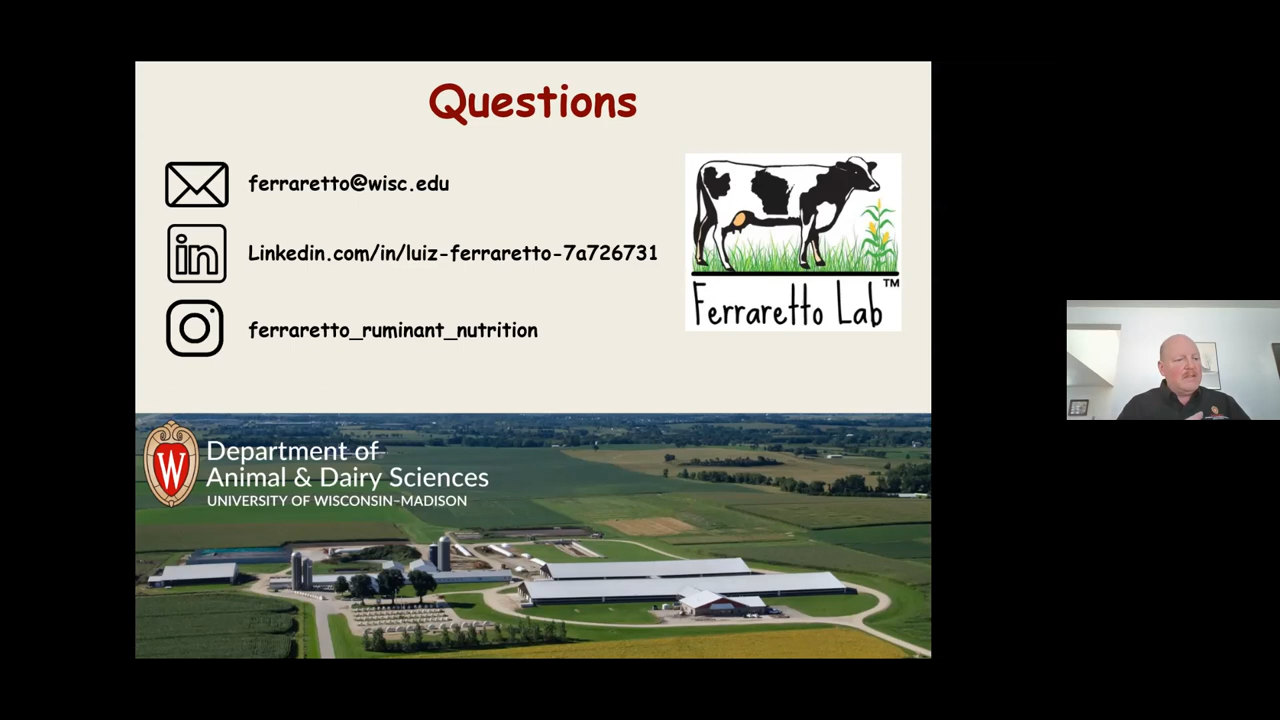 Questions
ferraretto@wisc.edu
in
Linkedin.com/in/luiz-ferraretto-7a726731
ferraretto_ruminant_nutrition
TM
Ferraretto Lab
W
Department of
Animal & Dairy Sciences
UNIVERSITY OF WISCONSIN–MADISON